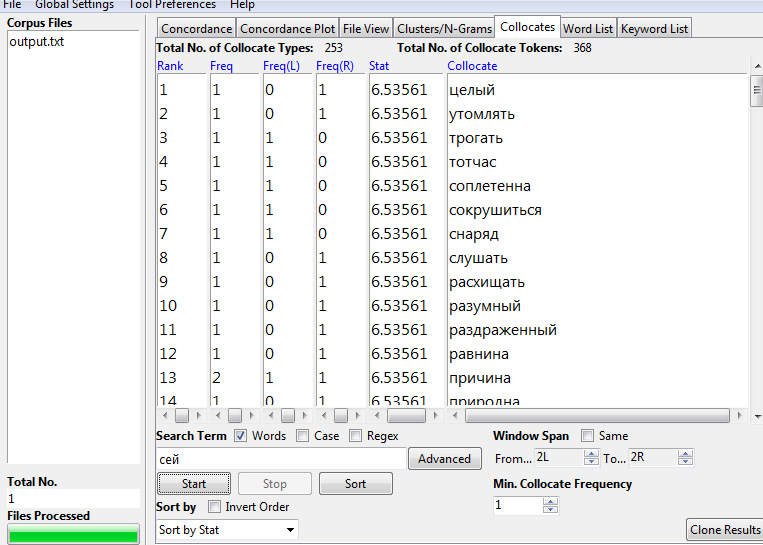 File Global Settings Tool Preferences Help
Corpus Files
output.txt
Total No.
1
Files Processed
Concordance Concordance Plot File View Clusters/N-Grams Collocates Word List Keyword List
Total No. of Collocate Types: 253 Total No. of Collocate Tokens: 368
Rank Freq Freq(L) Freq(R) Stat Collocate
1 1 0 1 6.53561 целый
2 1 0 1 6.53561 утомлять
3 1 1 0 6.53561 трогать
4 1 1 0 6.53561 тотчас
5 1 1 0 6.53561 соплетенна
6 1 1 0 6.53561 сокрушиться
7 1 1 0 6.53561 снаряд
8 1 0 1 6.53561 слушать
9 1 0 1 6.53561 расхищать
10 1 0 1 6.53561 разумный
11 1 0 1 6.53561 раздраженный
12 1 0 1 6.53561 равнина
13 2 1 1 6.53561 причина
14 1 0 1 6.53561 природна
Search Term Words Case Regex Window Span Same
сей Advanced From... 2L To... 2R
Start Stop Sort Min. Collocate Frequency
Sort by Invert Order 1
Sort by Stat Clone Results